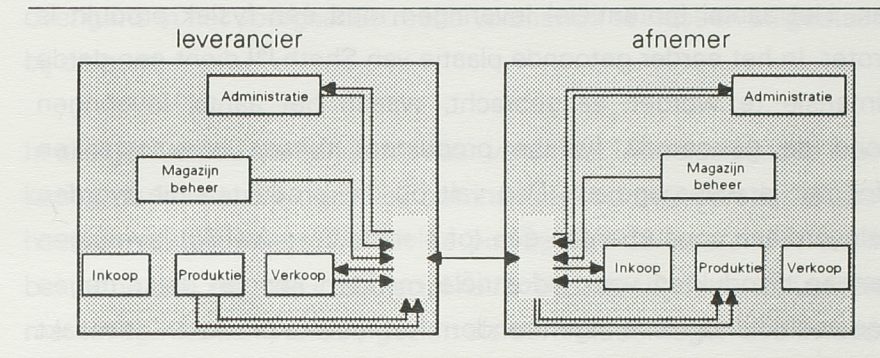 leverancier
afnemer
Administratie
Magazijn
beheer
Inkoop
Produktie
Verkoop
Administratie
Magazijn
beheer
Inkoop
Produktie
Verkoop